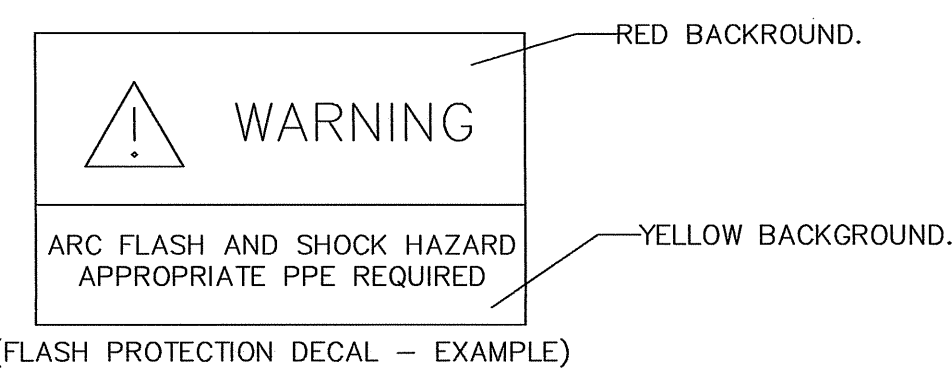 RED BACKROUND.
WARNING
ARC FLASH AND SHOCK HAZARD
APPROPRIATE PPE REQUIRED
YELLOW BACKGROUND.
(FLASH PROTECTION DECAL – EXAMPLE)